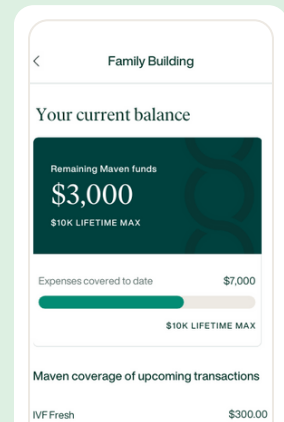 Family Building
Your current balance
Remaining Maven funds
$3,000
$10K LIFETIME MAX
Expenses covered to date $7,000
$10K LIFETIME MAX
Maven coverage of upcoming transactions
IVF Fresh $300.00